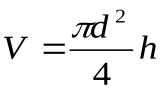 V = πd²/4 h